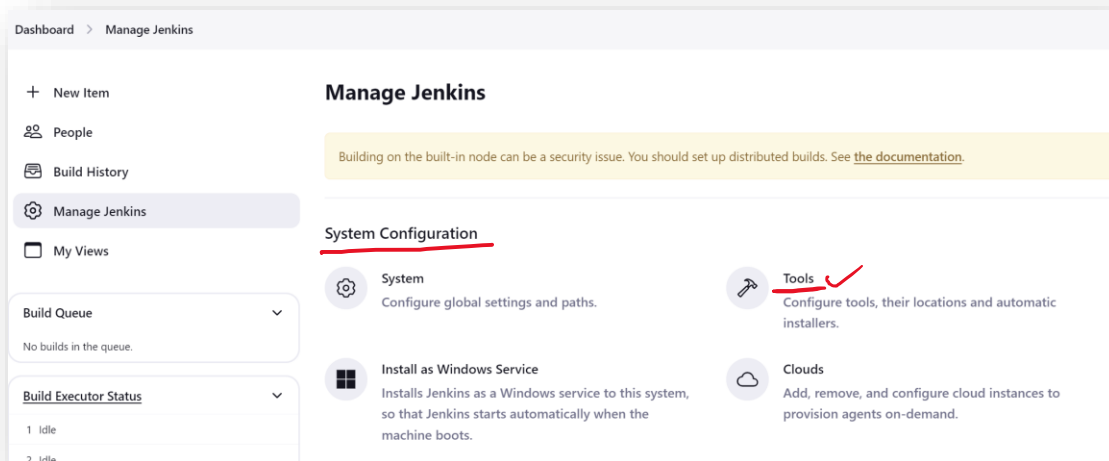 Dashboard > Manage Jenkins
New Item
People
Build History
Manage Jenkins
My Views
Build Queue
No builds in the queue.
Build Executor Status
1 Idle
2 Idle
Manage Jenkins
Building on the built-in node can be a security issue. You should set up distributed builds. See the documentation.
System Configuration
System
Configure global settings and paths.
Tools
Configure tools, their locations and automatic
installers.
Install as Windows Service
Installs Jenkins as a Windows service to this system,
so that Jenkins starts automatically when the
machine boots.
Clouds
Add, remove, and configure cloud instances to
provision agents on-demand.